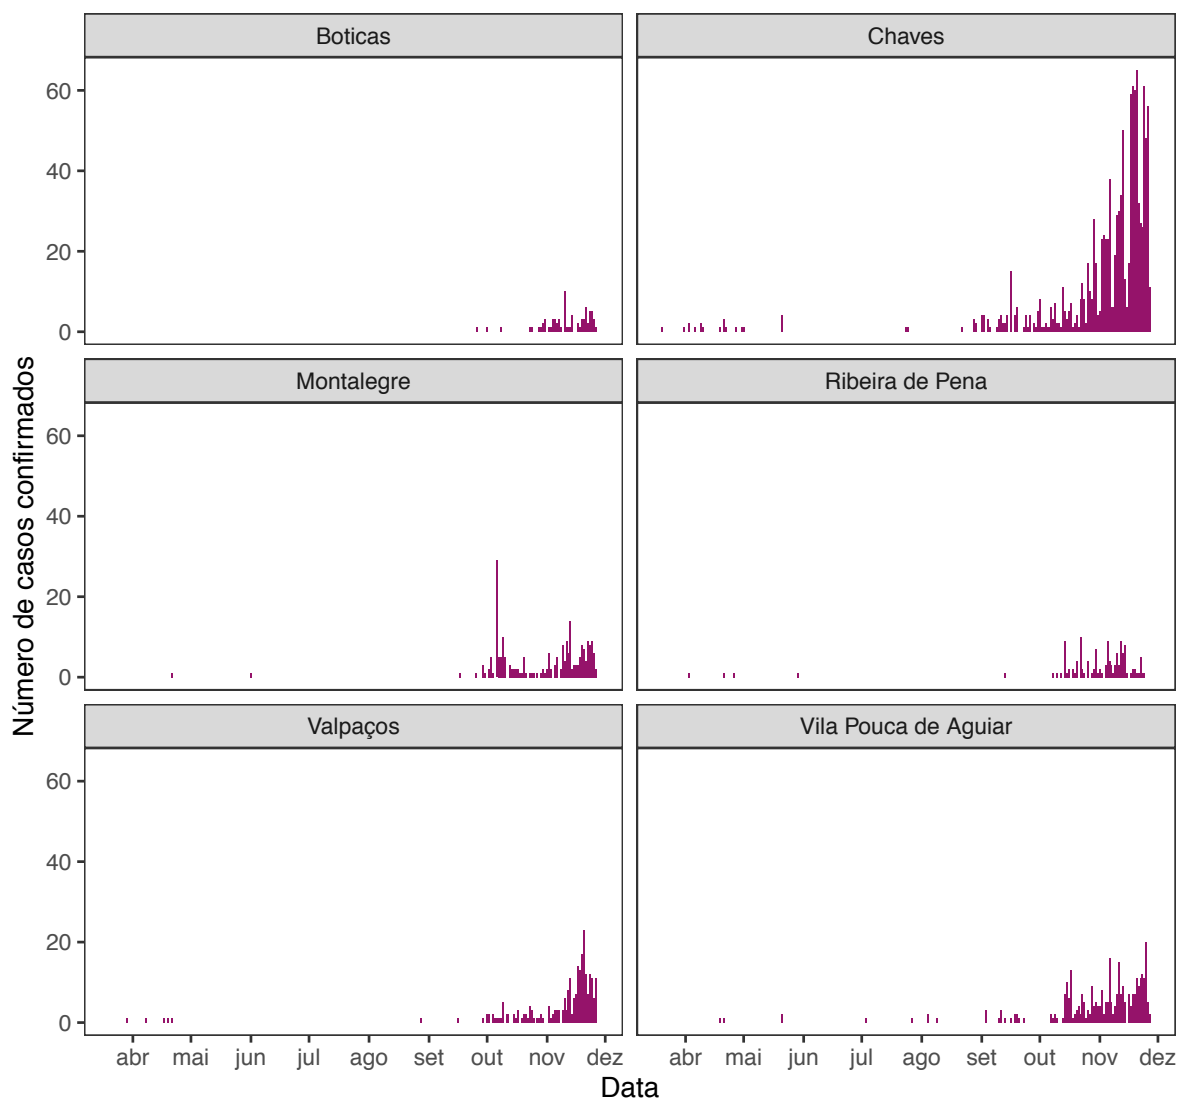 Boticas
Chaves
60
40
20
0
Montalegre
Ribeira de Pena
60
40
20
0
Valpaços
Vila Pouca de Aguiar
60
40
20
0
abr mai jun jul ago set out nov dez
abr mai jun jul ago set out nov dez
Data
Número de casos confirmados